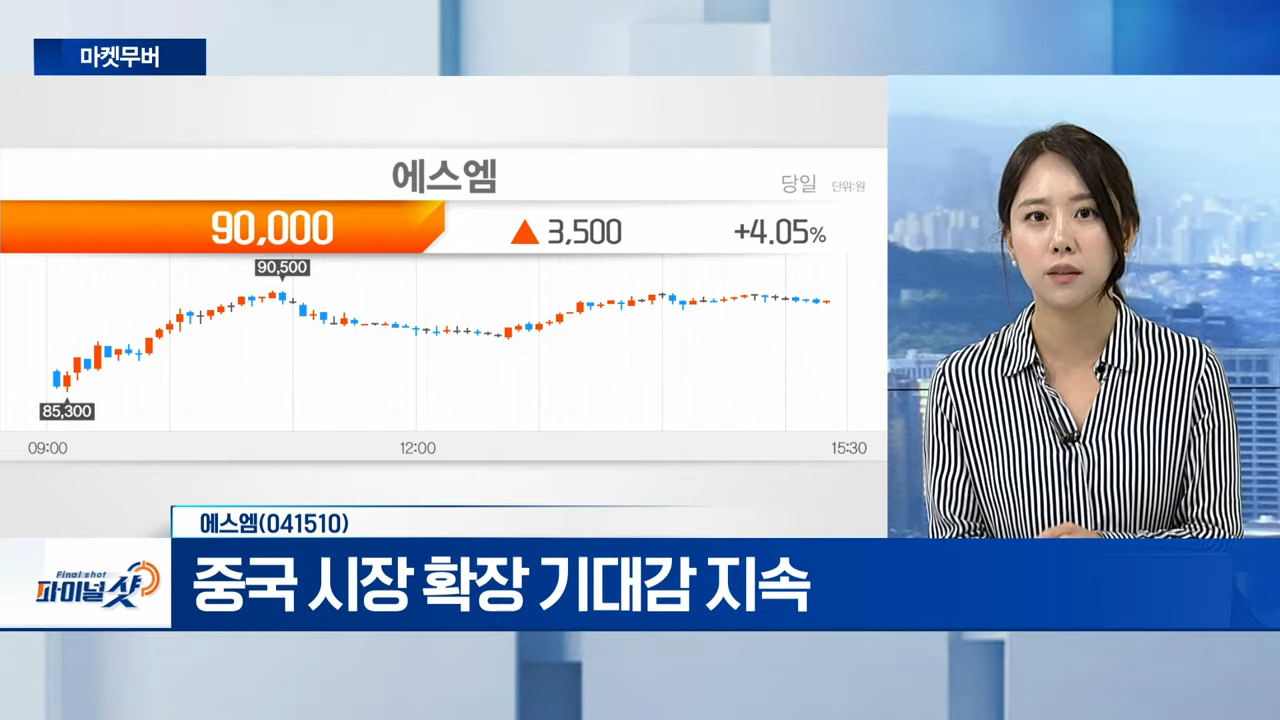 마켓무버
에스엠
당일 단위:원
90,000 ▲ 3,500 +4.05%
90,500
85,300
09:00 12:00 15:30
에스엠(041510)
Final shot
파이널샷
중국 시장 확장 기대감 지속